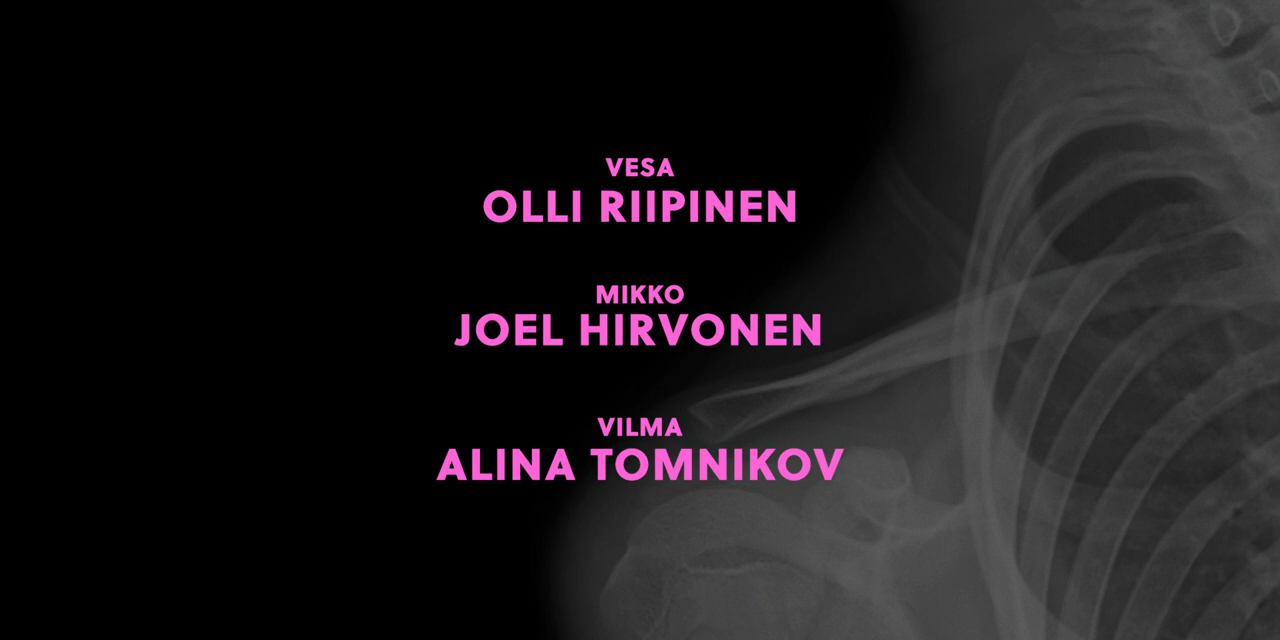 VESA
OLLI RIIPINEN
MIKKO
JOEL HIRVONEN
VILMA
ALINA TOMNIKOV